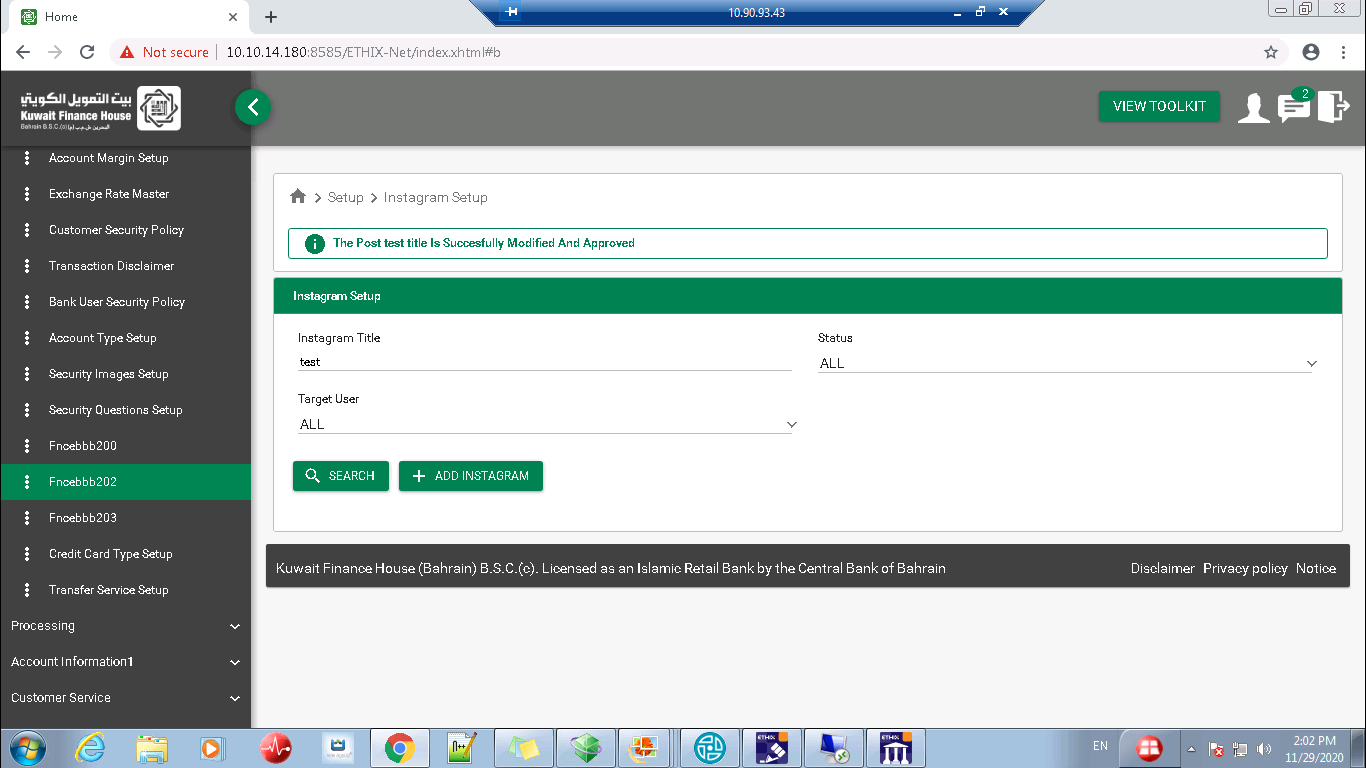 Home
10.90.93.43
Not secure
10.10.14.180:8585/ETHIX-Net/index.xhtml#b
بيت التمويل الكويتي
Kuwait Finance House
Bahrain B.S.C.(c)
VIEW TOOLKIT
2
Account Margin Setup
Exchange Rate Master
Customer Security Policy
Transaction Disclaimer
Bank User Security Policy
Account Type Setup
Security Images Setup
Security Questions Setup
Fncebbb200
Fncebbb202
Fncebbb203
Credit Card Type Setup
Transfer Service Setup
Processing
Account Information1
Customer Service
Setup
Instagram Setup
The Post test title Is Succesfully Modified And Approved
Instagram Setup
Instagram Title
test
Status
ALL
Target User
ALL
SEARCH
ADD INSTAGRAM
Kuwait Finance House (Bahrain) B.S.C.(c). Licensed as an Islamic Retail Bank by the Central Bank of Bahrain
Disclaimer
Privacy policy
Notice
ETHIX
ETHIX
EN
2:02 PM
11/29/2020